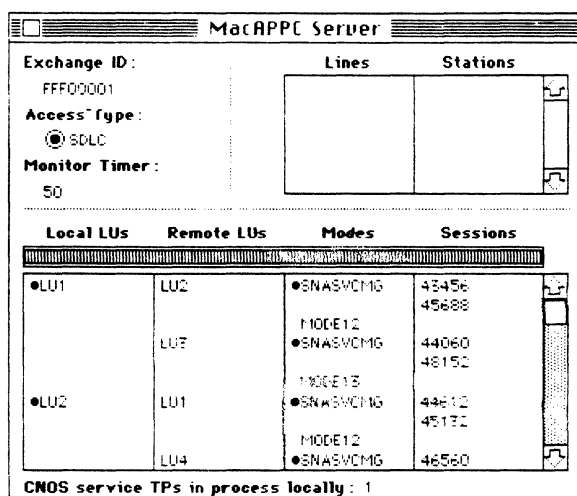 MacAPPC Server
Exchange ID:
FFF00001
Access Type:
SDLC
Monitor Timer:
50
Lines Stations
Local LUs Remote LUs Modes Sessions
●LU1 LU2 ●SNASVCMG 43456
45688
MODE12
LU3 ●SNASVCMG 44060
48152
MODE13
●LU2 LU1 ●SNASVCMG 44612
45132
MODE12
LU4 ●SNASVCMG 46560
CNOS service TPs in process locally: 1